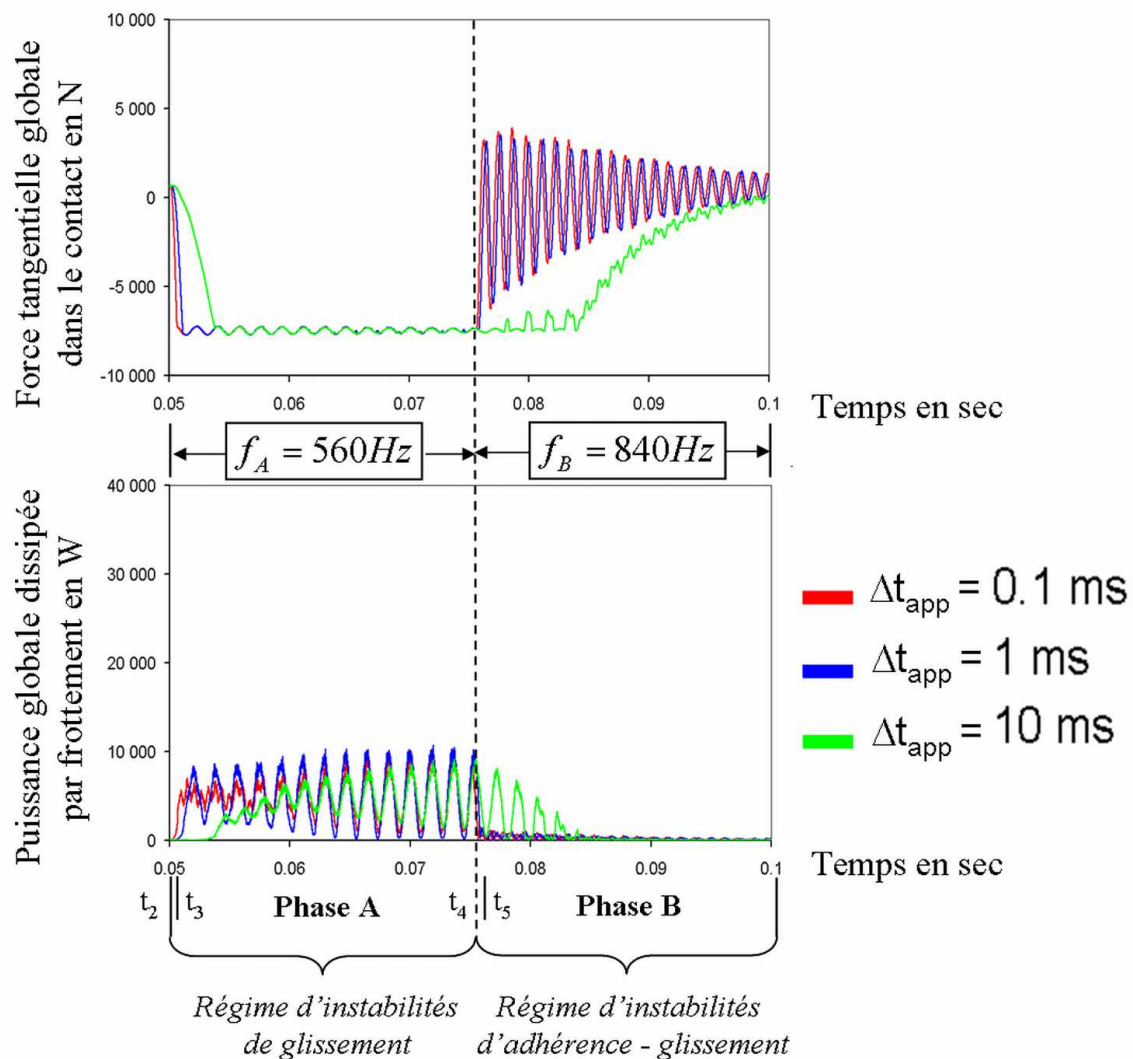 Force tangentielle globale
dans le contact en N
10 000
5 000
0
-5 000
-10 000
0.05
0.06
0.07
0.08
0.09
0.1
Temps en sec
f_A = 560Hz
f_B = 840Hz
Puissance globale dissipée
par frottement en W
40 000
30 000
20 000
10 000
0
0.05
0.06
0.07
0.08
0.09
0.1
Temps en sec
Δt_app = 0.1 ms
Δt_app = 1 ms
Δt_app = 10 ms
t_2 t_3 Phase A t_4 t_5 Phase B
Régime d'instabilités
de glissement
Régime d'instabilités
d'adhérence - glissement